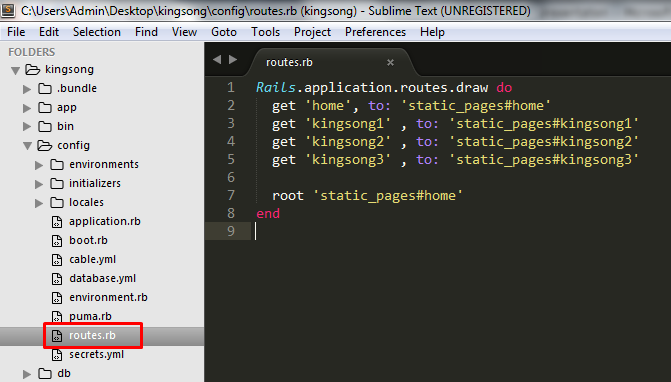 C:\Users\Admin\Desktop\kingsong\config\routes.rb (kingsong) - Sublime Text (UNREGISTERED)
File Edit Selection Find View Goto Tools Project Preferences Help
FOLDERS
kingsong
.bundle
app
bin
config
environments
initializers
locales
application.rb
boot.rb
cable.yml
database.yml
environment.rb
puma.rb
routes.rb
secrets.yml
db
routes.rb ×
1 Rails.application.routes.draw do
2 get 'home', to: 'static_pages#home'
3 get 'kingsong1' , to: 'static_pages#kingsong1'
4 get 'kingsong2' , to: 'static_pages#kingsong2'
5 get 'kingsong3' , to: 'static_pages#kingsong3'
6
7 root 'static_pages#home'
8 end
9